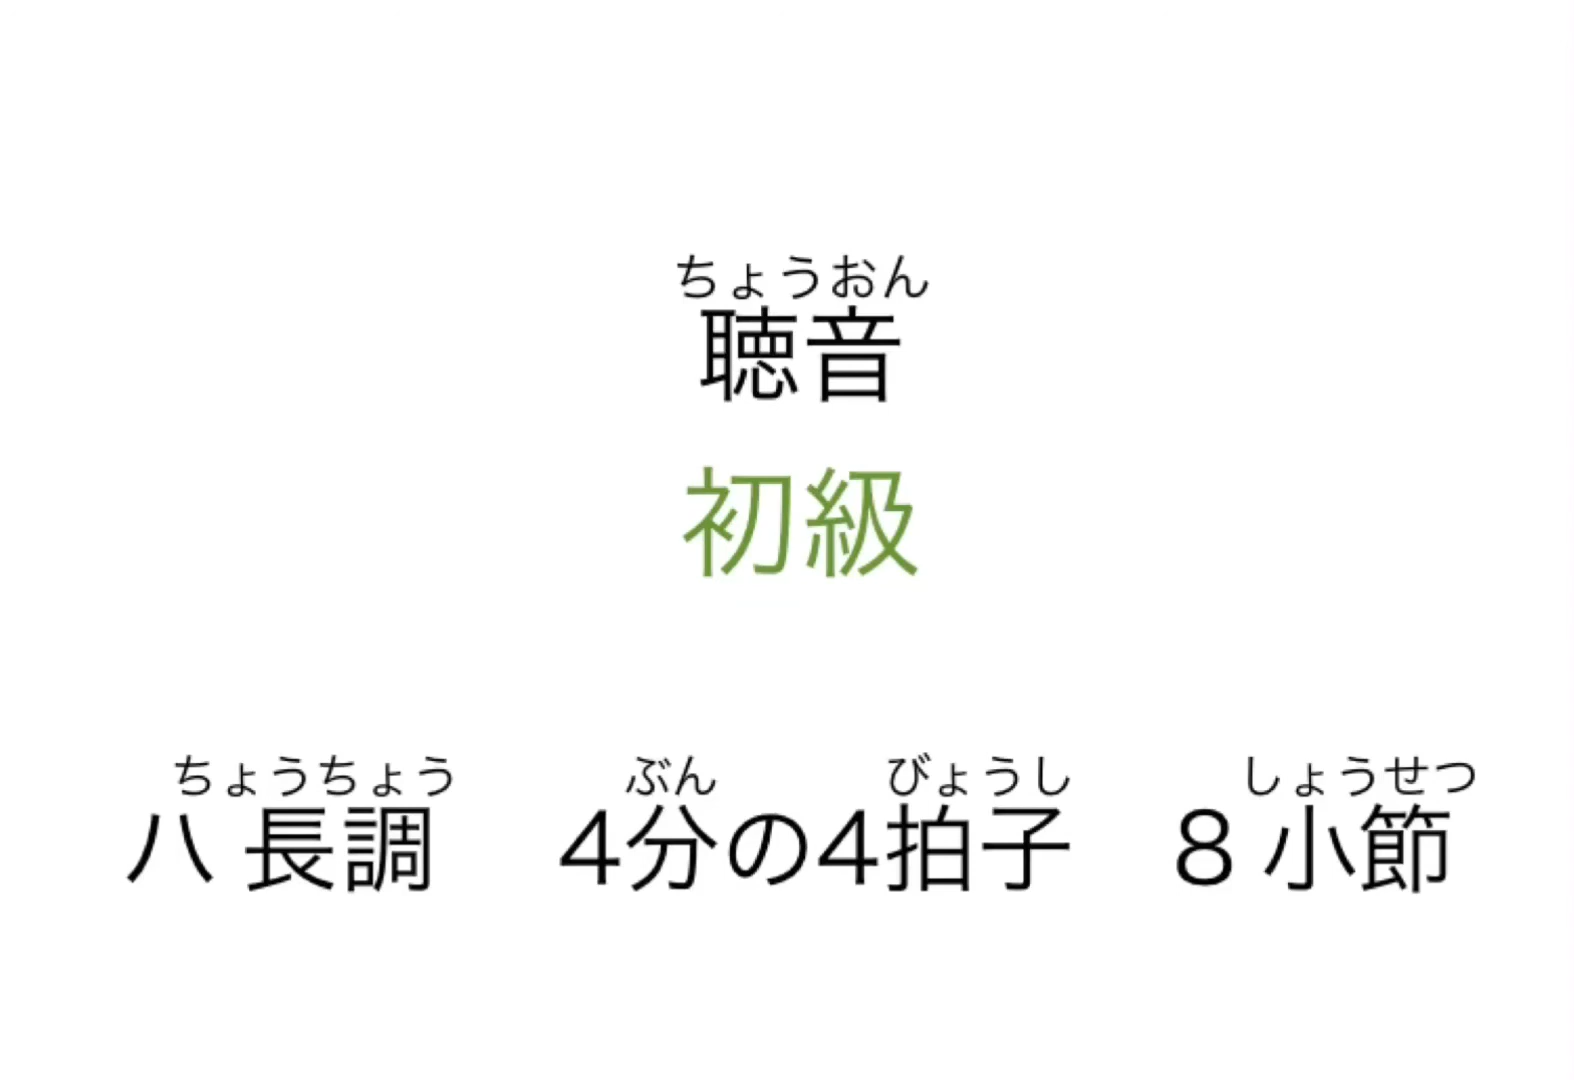 ちょうおん
聴音
初級
ちょうちょう ぶん びょうし しょうせつ
ハ長調 4分の4拍子 8小節